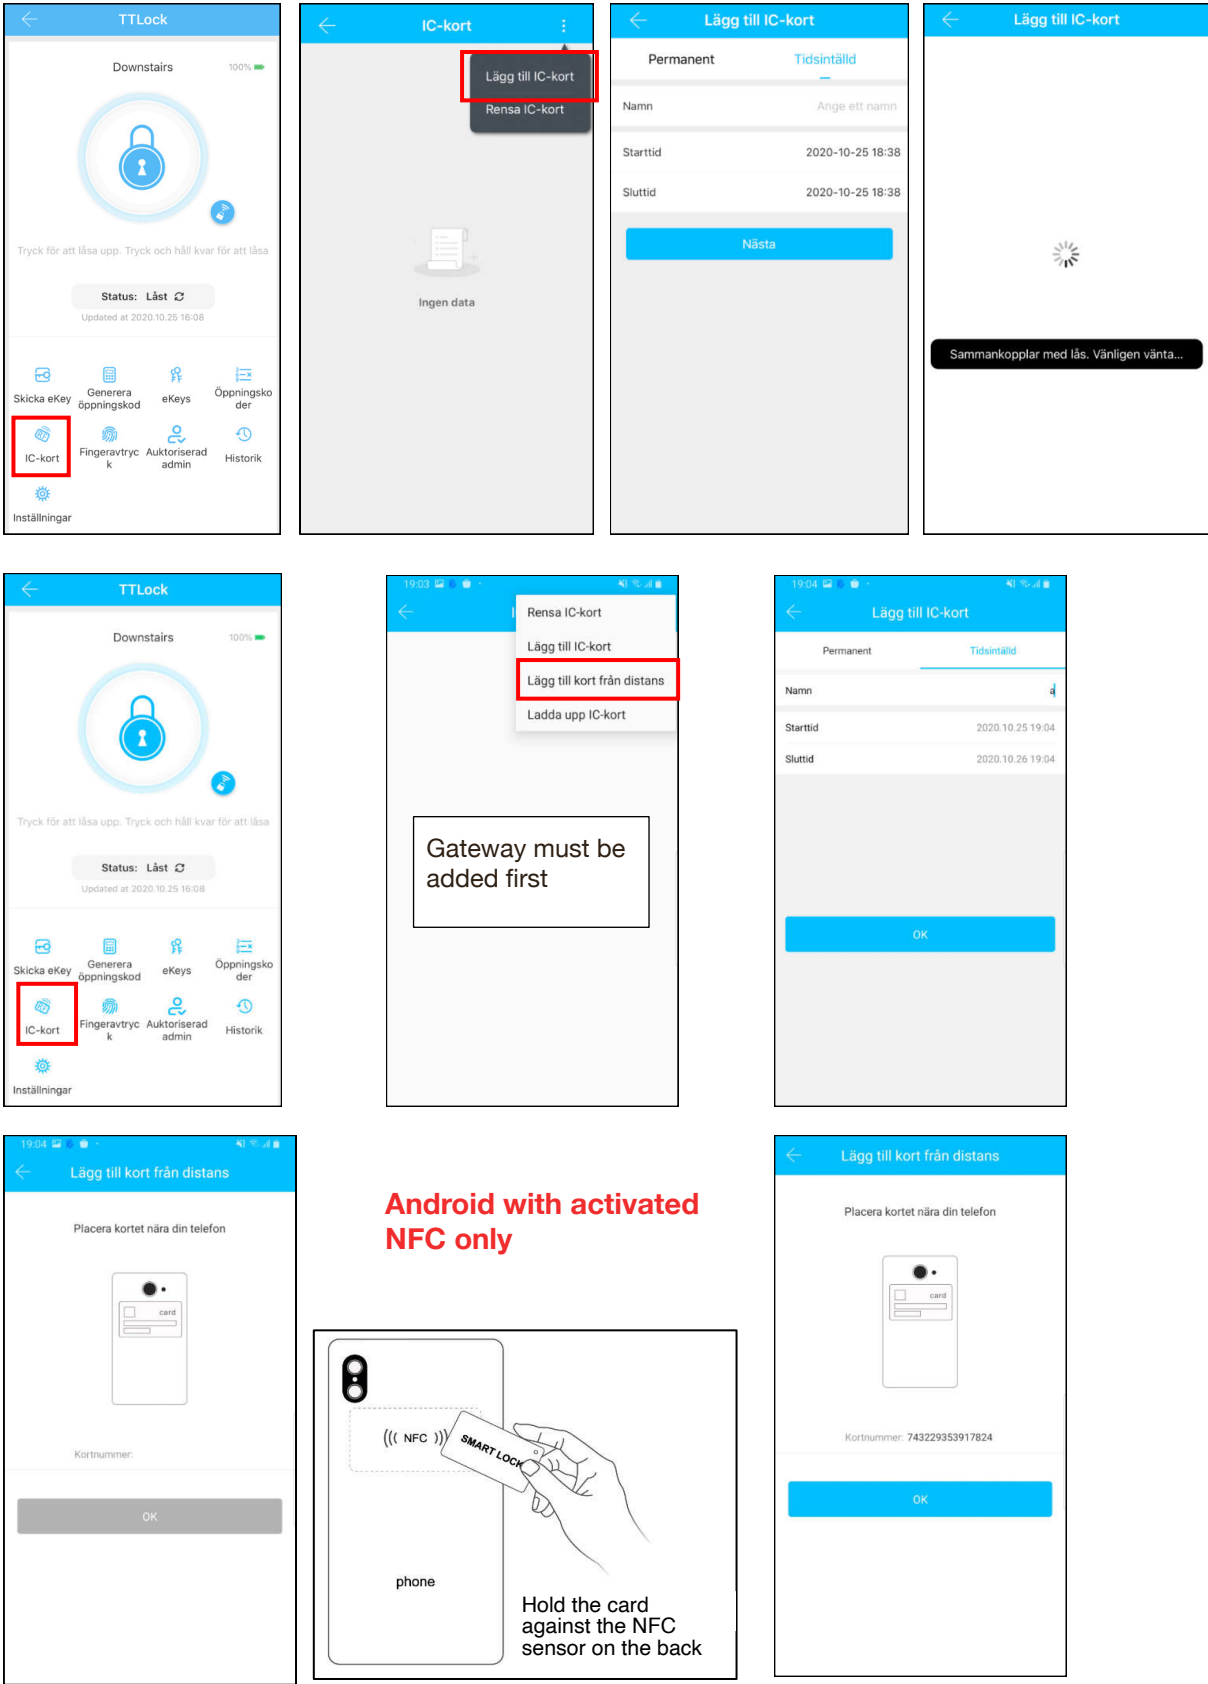 TTLock
Downstairs
100%
Tryck för att låsa upp. Tryck och håll kvar för att låsa
Status: Låst
Updated at 2020.10.25 16:08
Skicka eKey
Generera
öppningskod
eKeys
Öppningsko
der
IC-kort
Fingeravtryc
k
Auktoriserad
admin
Historik
Inställningar
IC-kort
Lägg till IC-kort
Rensa IC-kort
Ingen data
Lägg till IC-kort
Permanent
Tidsintälld
Namn
Ange ett namn
Starttid
2020-10-25 18:38
Sluttid
2020-10-25 18:38
Nästa
Lägg till IC-kort
Sammankopplar med lås. Vänligen vänta...
TTLock
Downstairs
100%
Tryck för att låsa upp. Tryck och håll kvar för att låsa
Status: Låst
Updated at 2020.10.25 16:08
Skicka eKey
Generera
öppningskod
eKeys
Öppningsko
der
IC-kort
Fingeravtryc
k
Auktoriserad
admin
Historik
Inställningar
19:03
Rensa IC-kort
Lägg till IC-kort
Lägg till kort från distans
Ladda upp IC-kort
Gateway must be
added first
19:04
Lägg till IC-kort
Permanent
Tidsintälld
Namn
a
Starttid
2020.10.25 19:04
Sluttid
2020.10.26 19:04
OK
19:04
Lägg till kort från distans
Placera kortet nära din telefon
card
Kortnummer:
OK
Android with activated
NFC only
((( NFC )))
SMART LOCK
phone
Hold the card
against the NFC
sensor on the back
Lägg till kort från distans
Placera kortet nära din telefon
card
Kortnummer: 743229353917824
OK